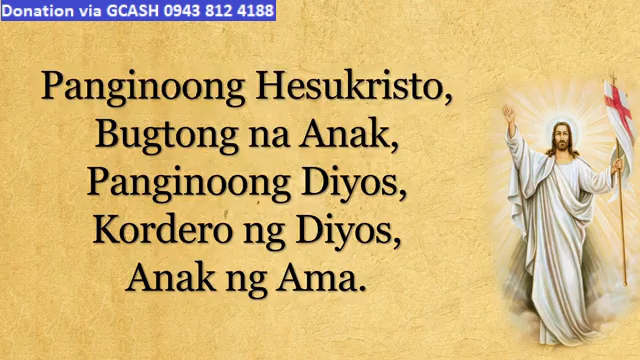 Donation via GCASH 0943 812 4188
Panginoong Hesukristo,
Bugtong na Anak,
Panginoong Diyos,
Kordero ng Diyos,
Anak ng Ama.